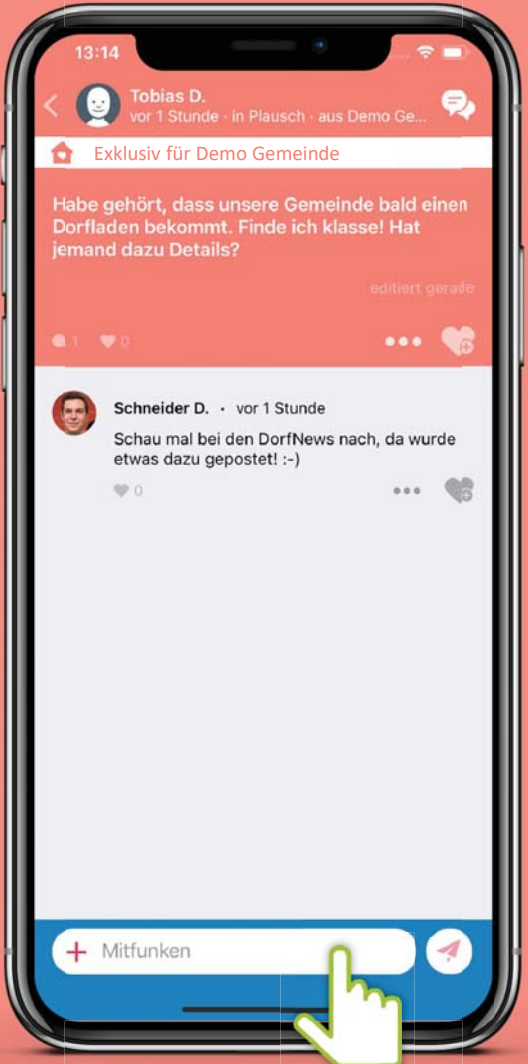 13:14
Tobias D.
vor 1 Stunde · in Plausch · aus Demo Ge...
Exklusiv für Demo Gemeinde
Habe gehört, dass unsere Gemeinde bald einen
Dorfladen bekommt. Finde ich klasse! Hat
jemand dazu Details?
editiert gerade
1 0
Schneider D. · vor 1 Stunde
Schau mal bei den DorfNews nach, da wurde
etwas dazu gepostet! :-)
0
Mitfunken